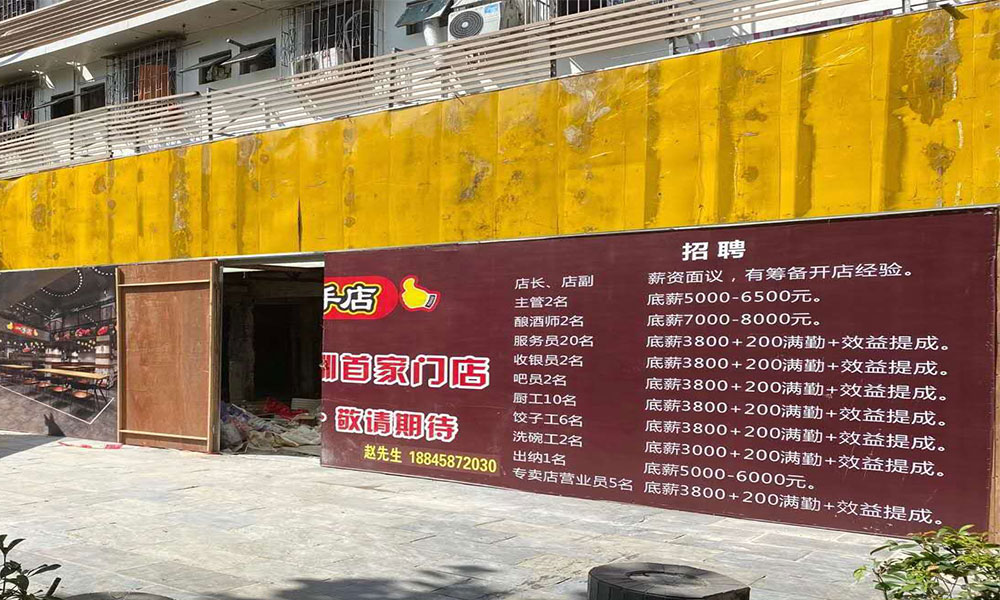 手店
首家门店
敬请期待
赵先生 18845872030
招聘
店长、店副 薪资面议，有筹备开店经验。
主管2名 底薪5000-6500元。
酿酒师2名 底薪7000-8000元。
服务员20名 底薪3800+200满勤+效益提成。
收银员2名 底薪3800+200满勤+效益提成。
吧员2名 底薪3800+200满勤+效益提成。
厨工10名 底薪3800+200满勤+效益提成。
饺子工6名 底薪3800+200满勤+效益提成。
洗碗工2名 底薪3000+200满勤+效益提成。
出纳1名 底薪5000-6000元。
专卖店营业员5名 底薪3800+200满勤+效益提成。